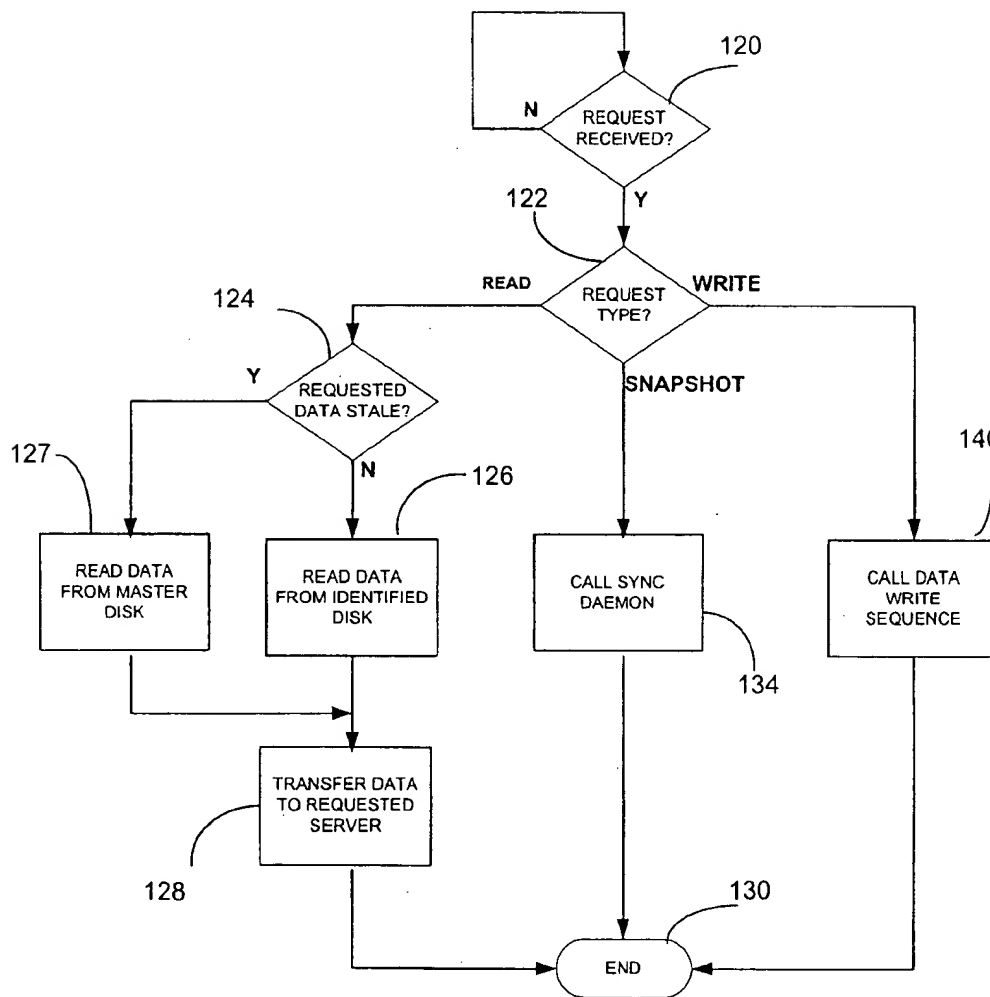 120
N
REQUEST
RECEIVED?
Y
122
READ
REQUEST
TYPE?
WRITE
124
Y
REQUESTED
DATA STALE?
SNAPSHOT
N
127
126
READ DATA
FROM MASTER
DISK
READ DATA
FROM IDENTIFIED
DISK
CALL SYNC
DAEMON
CALL DATA
WRITE
SEQUENCE
134
TRANSFER DATA
TO REQUESTED
SERVER
128
130
END